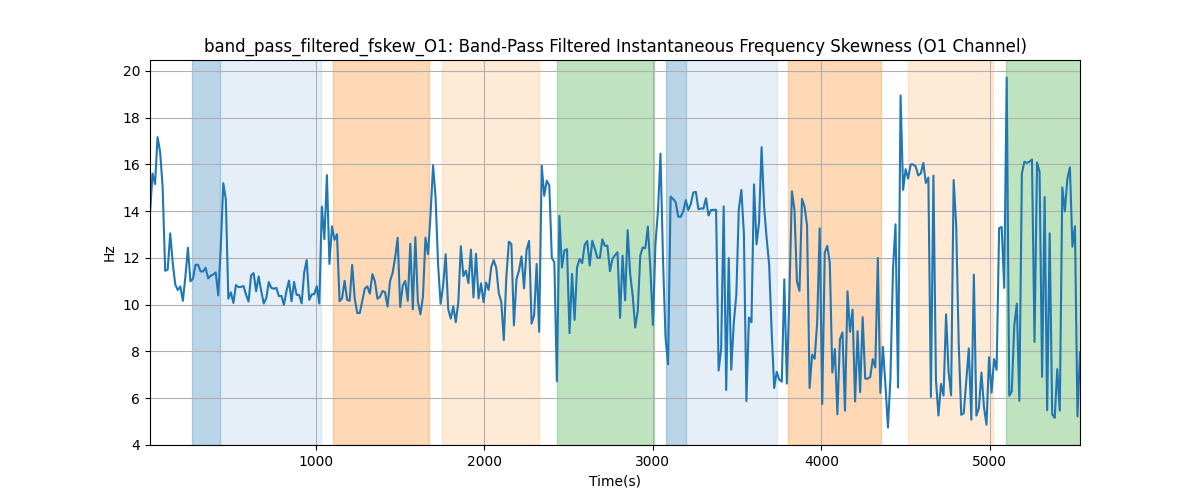 band_pass_filtered_fskew_O1: Band-Pass Filtered Instantaneous Frequency Skewness (O1 Channel)
20
18
16
14
12
10
8
6
4
Hz
1000 2000 3000 4000 5000
Time(s)